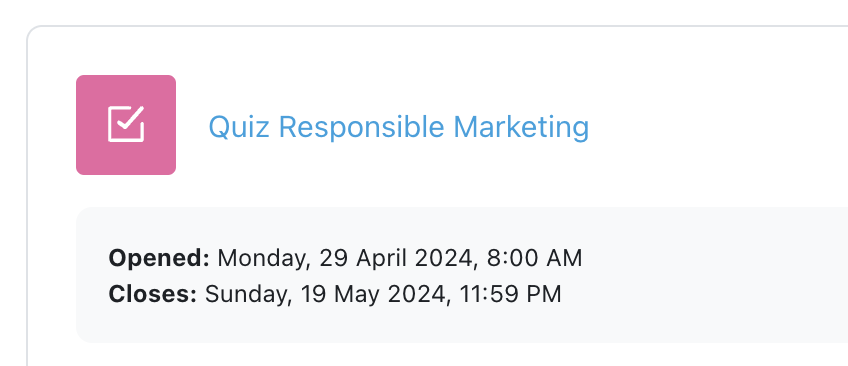 Quiz Responsible Marketing
Opened: Monday, 29 April 2024, 8:00 AM
Closes: Sunday, 19 May 2024, 11:59 PM